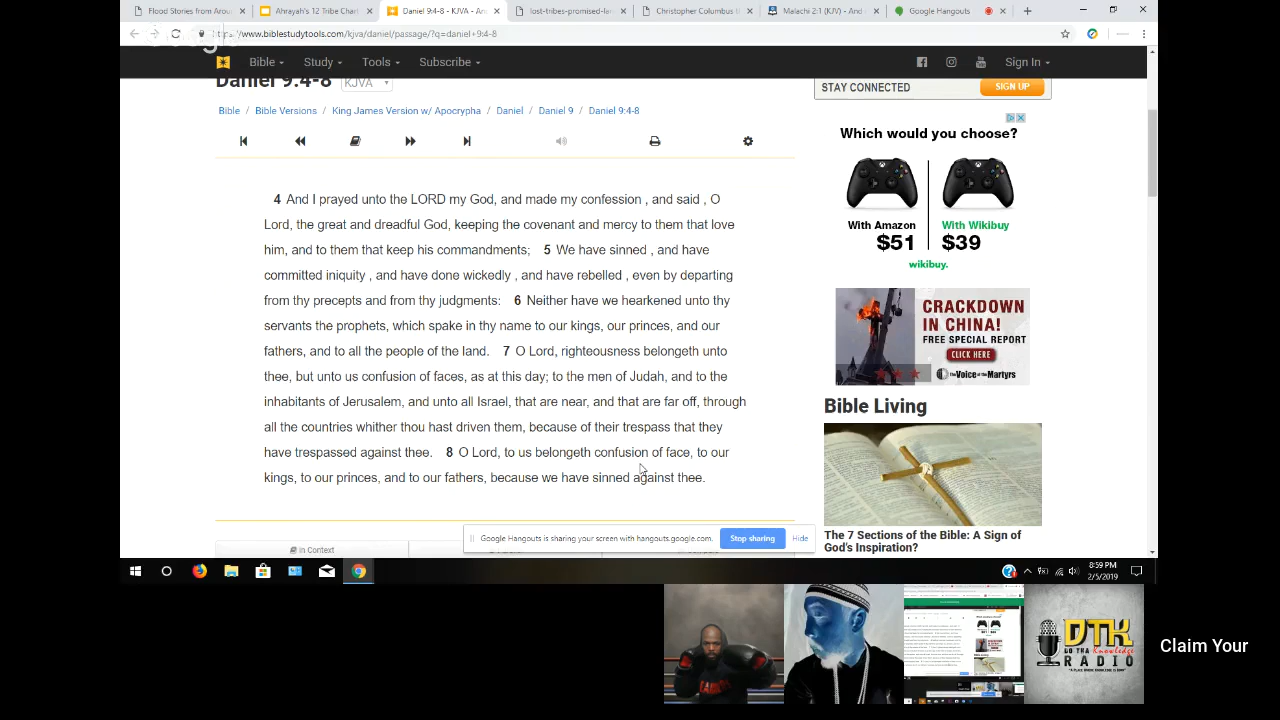 Flood Stories from Arou
Ahrayah's 12 Tribe Chart
Daniel 9:4-8 - KJVA - An
lost-tribes-promised-lan
Christopher Columbus H
Malachi 2:1 (KJV) - And n
Google Hangouts
https://www.biblestudytools.com/kjva/daniel/passage/?q=daniel+9:4-8
Google
Bible Study Tools Subscribe
Sign In
Daniel 9:4-8 KJVA
STAY CONNECTED SIGN UP
Bible / Bible Versions / King James Version w/ Apocrypha / Daniel / Daniel 9 / Daniel 9:4-8
4 And I prayed unto the LORD my God, and made my confession , and said , O
Lord, the great and dreadful God, keeping the covenant and mercy to them that love
him, and to them that keep his commandments; 5 We have sinned , and have
committed iniquity , and have done wickedly , and have rebelled , even by departing
from thy precepts and from thy judgments: 6 Neither have we hearkened unto thy
servants the prophets, which spake in thy name to our kings, our princes, and our
fathers, and to all the people of the land. 7 O Lord, righteousness belongeth unto
thee, but unto us confusion of faces, as at this day; to the men of Judah, and to the
inhabitants of Jerusalem, and unto all Israel, that are near, and that are far off, through
all the countries whither thou hast driven them, because of their trespass that they
have trespassed against thee. 8 O Lord, to us belongeth confusion of face, to our
kings, to our princes, and to our fathers, because we have sinned against thee.
In Context
Which would you choose?
With Amazon
$51
With Wikibuy
$39
wikibuy.
CRACKDOWN
IN CHINA!
FREE SPECIAL REPORT
CLICK HERE
The Voice of the Martyrs
Bible Living
The 7 Sections of the Bible: A Sign of
God's Inspiration?
Google Hangouts is sharing your screen with hangouts.google.com. Stop sharing Hide
8:59 PM
2/5/2019
DTK
DO THA Knowledge
RADIO
"A PLACE WHERE KNOWLEDGE IS BORN"
Claim Your